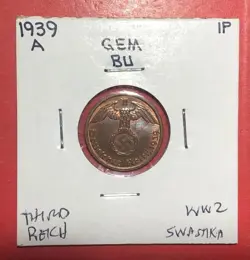 1939 1P
A GEM
BU
THIRD WW2
REICH SWASTIKA